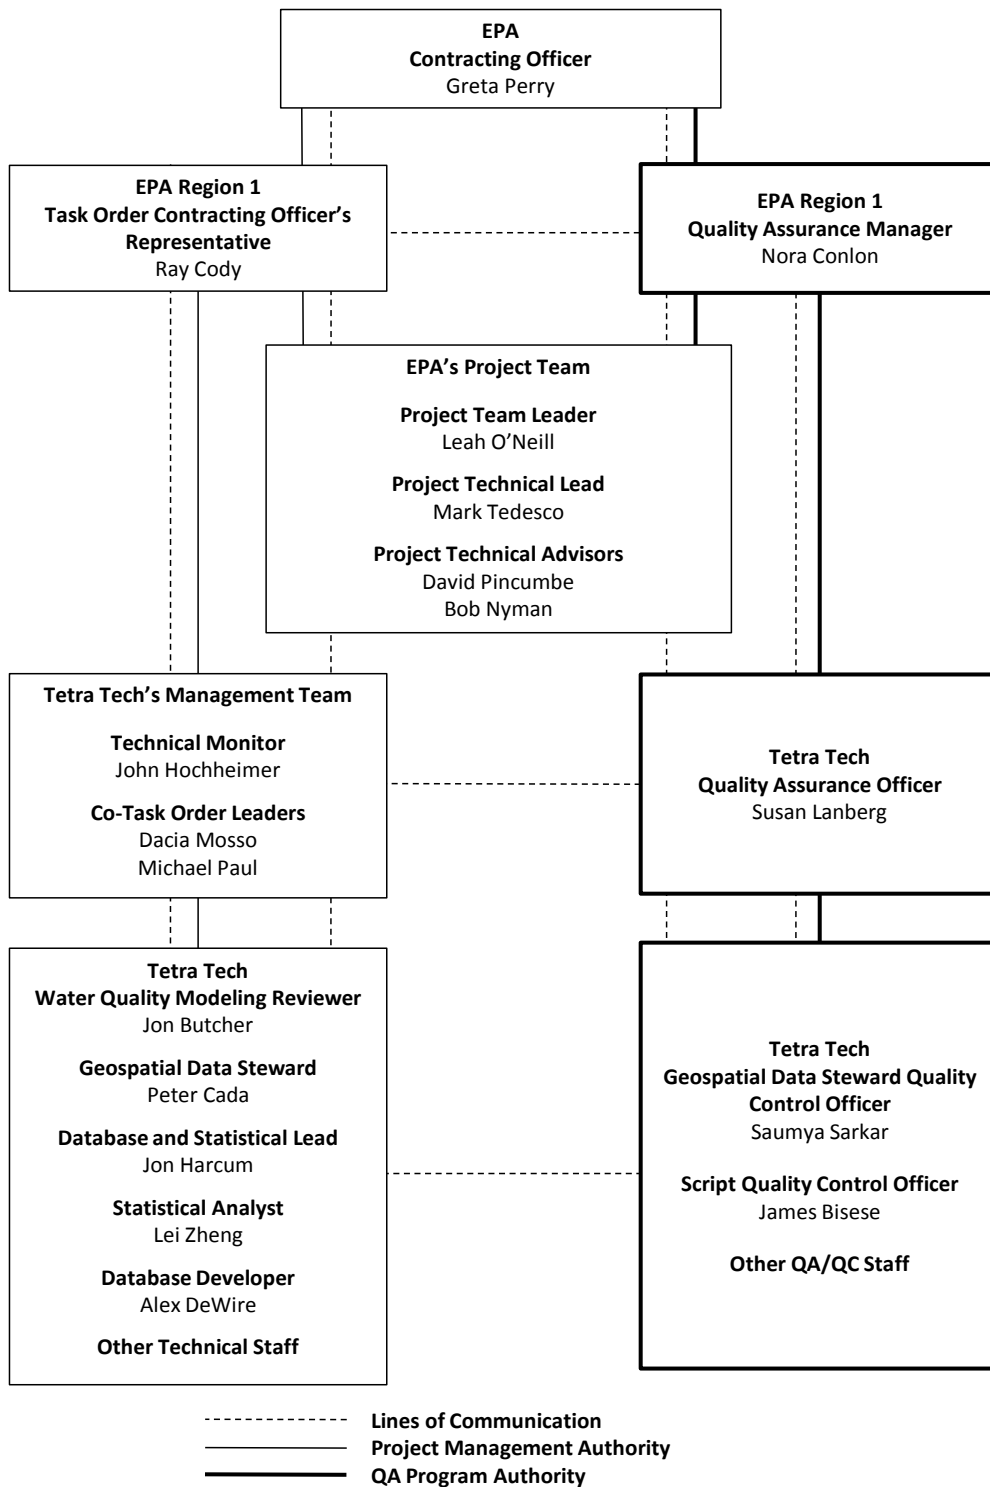 EPA
Contracting Officer
Greta Perry
EPA Region 1
Task Order Contracting Officer's
Representative
Ray Cody
EPA Region 1
Quality Assurance Manager
Nora Conlon
EPA's Project Team
Project Team Leader
Leah O'Neill
Project Technical Lead
Mark Tedesco
Project Technical Advisors
David Pincumbe
Bob Nyman
Tetra Tech's Management Team
Technical Monitor
John Hochheimer
Co-Task Order Leaders
Dacia Mosso
Michael Paul
Tetra Tech
Quality Assurance Officer
Susan Lanberg
Tetra Tech
Water Quality Modeling Reviewer
Jon Butcher
Geospatial Data Steward
Peter Cada
Database and Statistical Lead
Jon Harcum
Statistical Analyst
Lei Zheng
Database Developer
Alex DeWire
Other Technical Staff
Tetra Tech
Geospatial Data Steward Quality
Control Officer
Saumya Sarkar
Script Quality Control Officer
James Bisese
Other QA/QC Staff
Lines of Communication
Project Management Authority
QA Program Authority